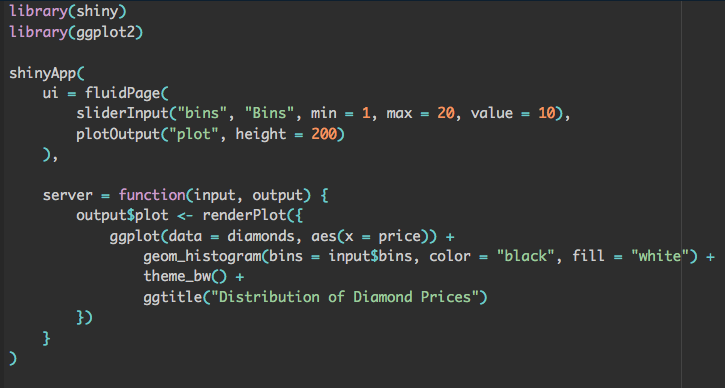 library(shiny)
library(ggplot2)

shinyApp(
    ui = fluidPage(
        sliderInput("bins", "Bins", min = 1, max = 20, value = 10),
        plotOutput("plot", height = 200)
    ),

    server = function(input, output) {
        output$plot <- renderPlot({
            ggplot(data = diamonds, aes(x = price)) +
                geom_histogram(bins = input$bins, color = "black", fill = "white") +
                theme_bw() +
                ggtitle("Distribution of Diamond Prices")
        })
    }
)